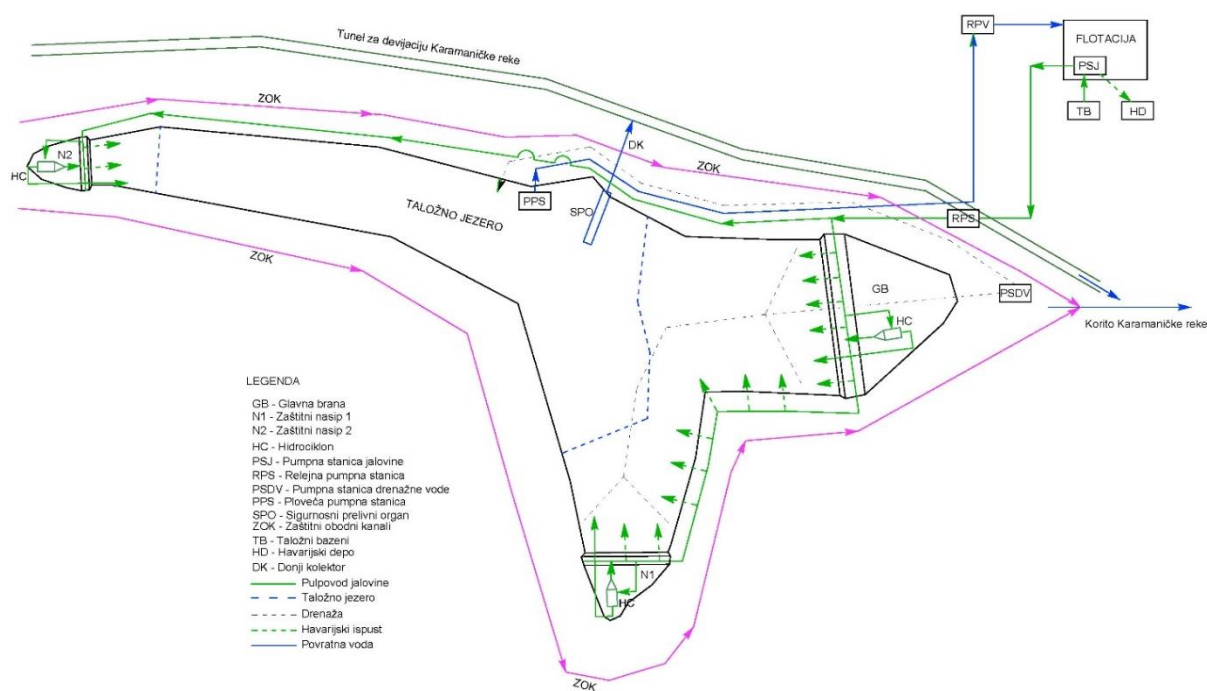 Tunel za devijaciju Karamaničke reke
RPV
FLOTACIJA
PSJ
TB
HD
ZOK
DK
ZOK
N2
HC
PPS
SPO
TALOŽNO JEZERO
RPS
ZOK
GB
PSDV
HC
Korito Karamaničke reke
LEGENDA
GB - Glavna brana
N1 - Zaštitni nasip 1
N2 - Zaštitni nasip 2
HC - Hidrociklon
PSJ - Pumpna stanica jalovine
RPS - Relejna pumpna stanica
PSDV - Pumpna stanica drenažne vode
PPS - Ploveća pumpna stanica
SPO - Sigurnosni prelivni organ
ZOK - Zaštitni obodni kanali
TB - Taložni bazeni
HD - Havarijski depo
DK - Donji kolektor
Pulpovod jalovine
Taložno jezero
Drenaža
Havarijski ispust
Povratna voda
N1
HC
ZOK